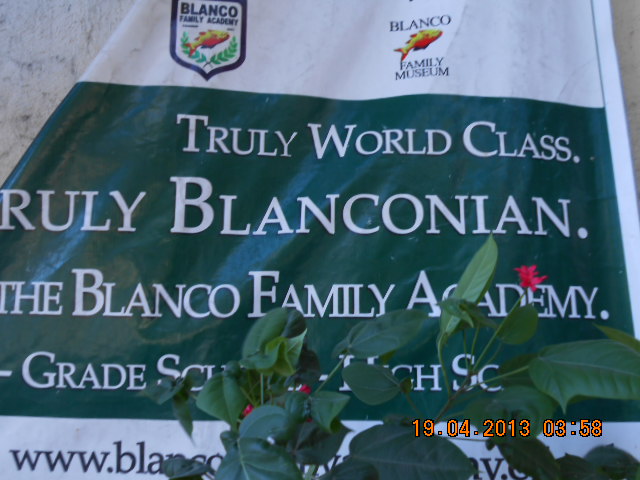 BLANCO
FAMILY ACADEMY
BLANCO
FAMILY
MUSEUM
TRULY WORLD CLASS.
RULY BLANCONIAN.
THE BLANCO FAMILY ACADEMY.
- GRADE
www.bla
19.04.2013 03:58